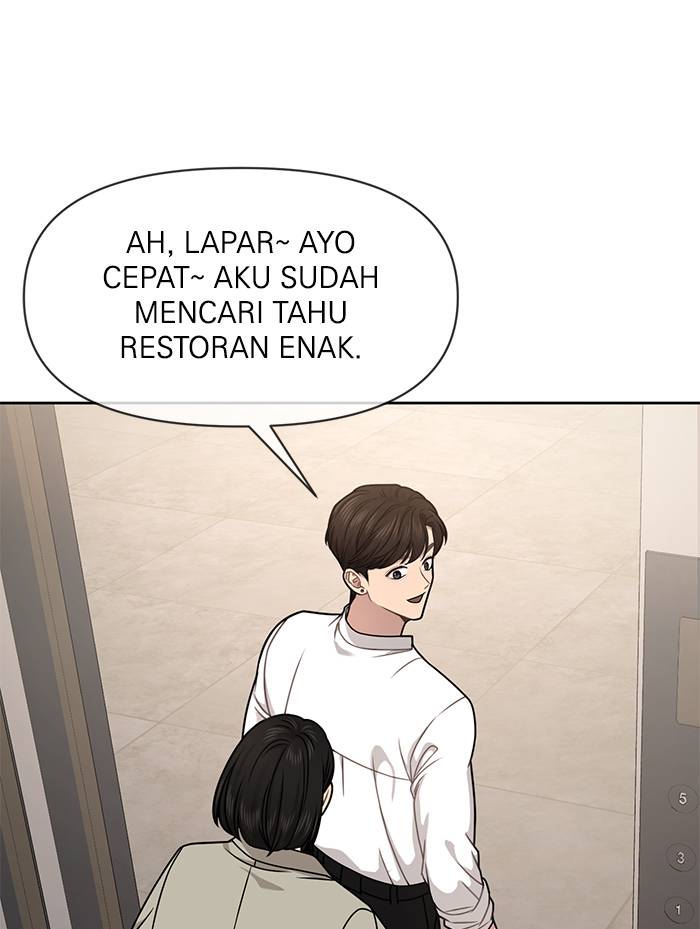 AH, LAPAR~ AYO
CEPAT~ AKU SUDAH
MENCARI TAHU
RESTORAN ENAK.
5
3
1